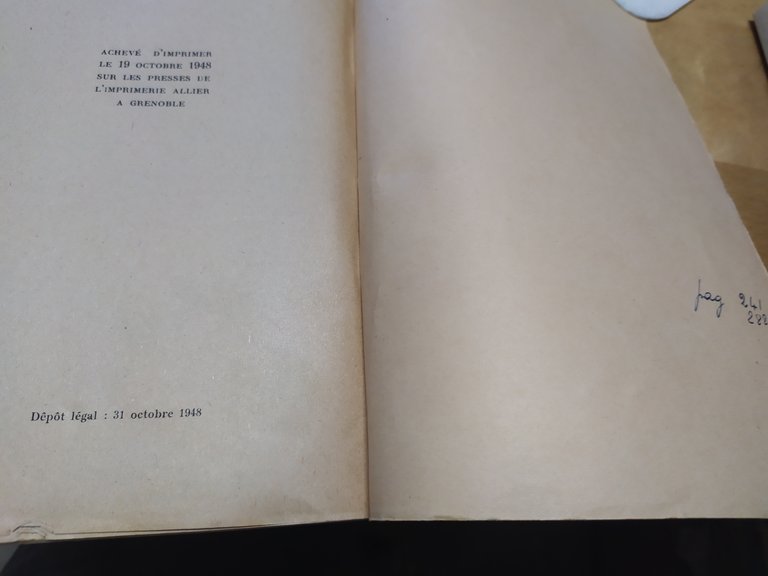 ACHEVÉ D'IMPRIMER
LE 19 OCTOBRE 1948
SUR LES PRESSES DE
L'IMPRIMERIE ALLIER
A GRENOBLE
Dépôt légal : 31 octobre 1948
pag 241
282